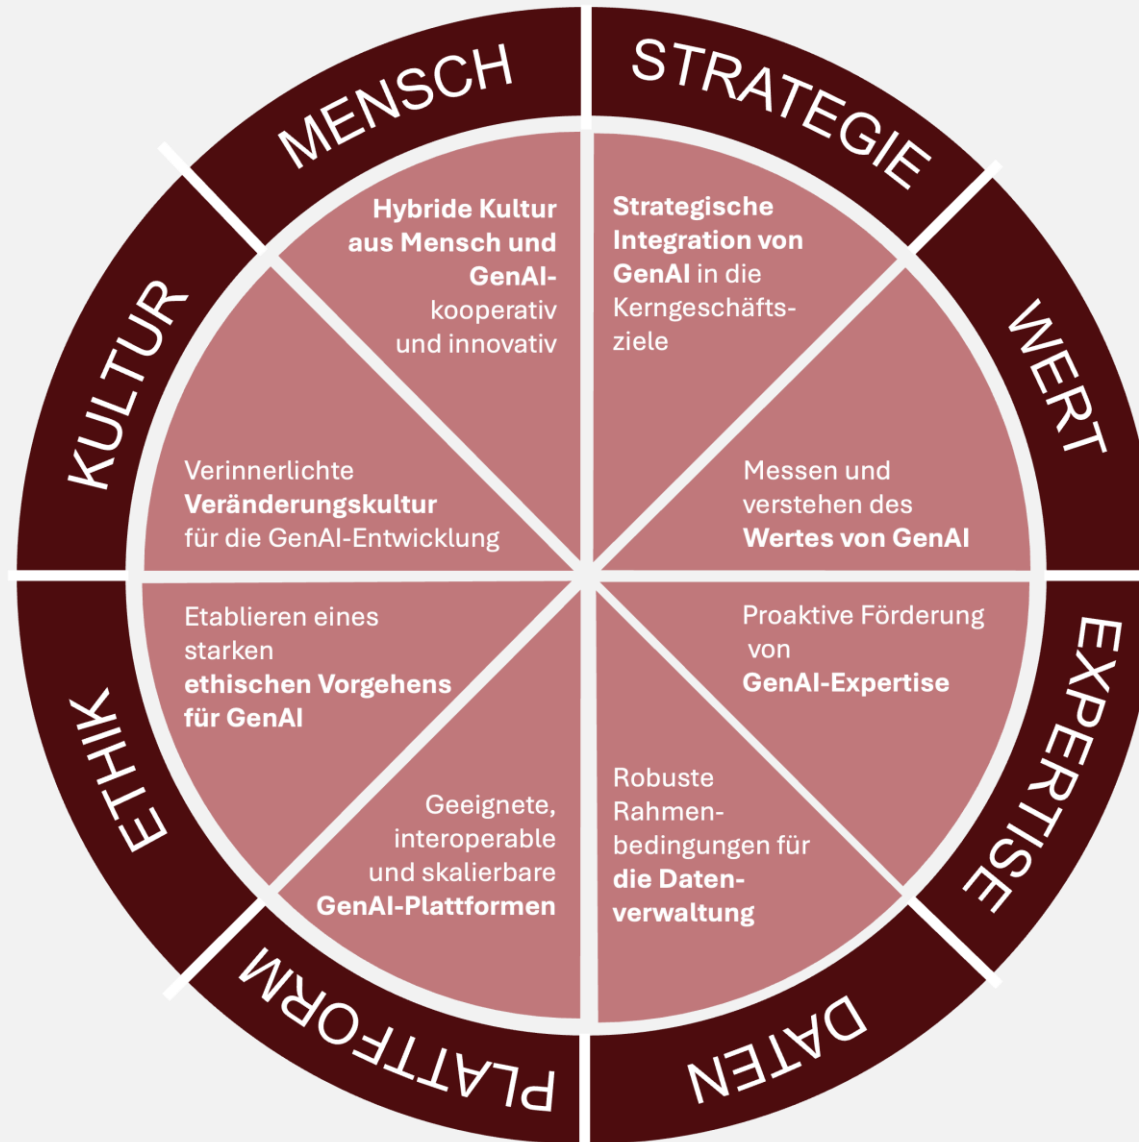 STRATEGIE
Strategische
Integration von
GenAI in die
Kerngeschäfts-
ziele
WERT
Messen und
verstehen des
Wertes von GenAI
EXPERTISE
Proaktive Förderung
von
GenAI-Expertise
DATEN
Robuste
Rahmen-
bedingungen für
die Daten-
verwaltung
PLATTFORM
Geeignete,
interoperable
und skalierbare
GenAI-Plattformen
ETHIK
Etablieren eines
starken
ethischen Vorgehens
für GenAI
KULTUR
Verinnerlichte
Veränderungskultur
für die GenAI-Entwicklung
MENSCH
Hybride Kultur
aus Mensch und
GenAI-
kooperativ
und innovativ